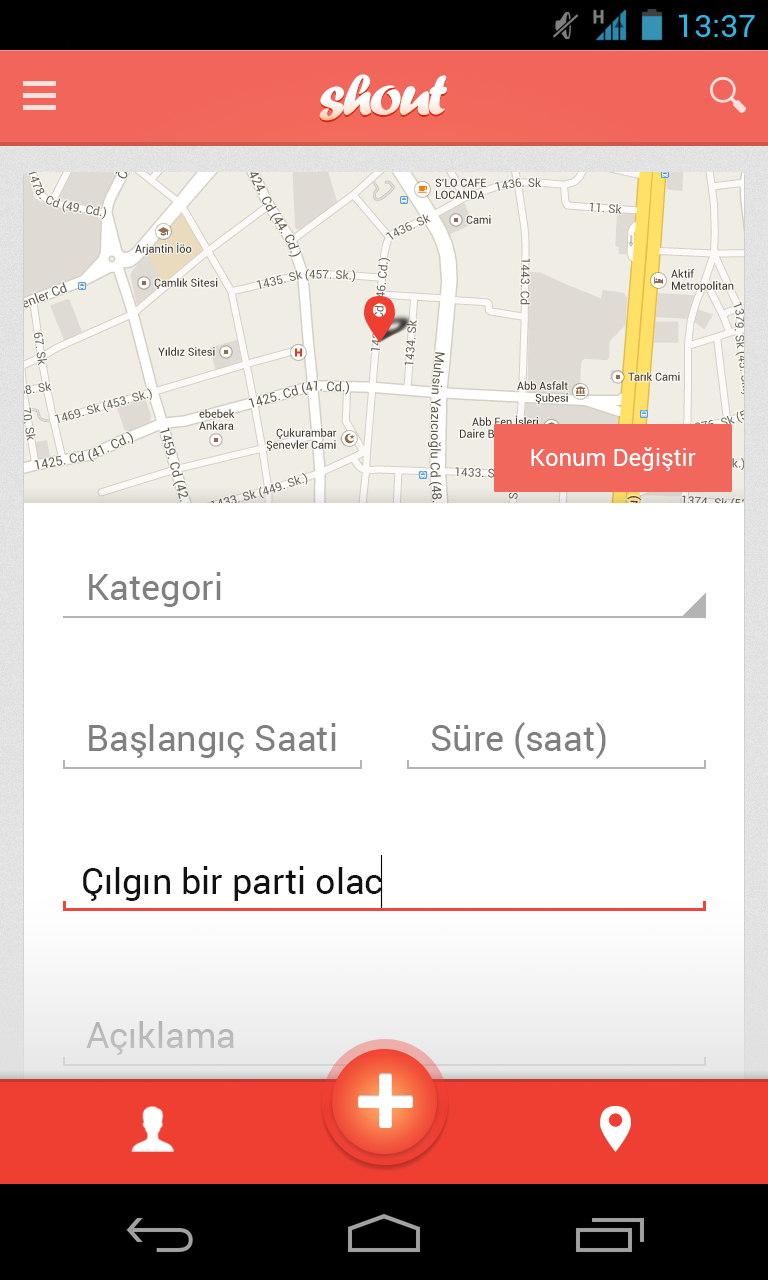 H 13:37
shout
1478. Cd (49. Cd.)
424. Cd (44. Cd.)
S'LO CAFE
LOCANDA
1436. Sk
11. Sk
1436. Sk
Cami
Arjantin İöo
Çamlık Sitesi
1435. Sk (457. Sk.)
46. Cd.)
1443. Cd
Aktif
Metropolitan
enler Cd
1379. Sk
67. Sk
Yıldız Sitesi
H
1434. Sk
Muhsin Yazıcıoğlu Cd (48.
Tarık Cami
8. Sk
1425. Cd (41. Cd.)
Abb Asfalt
Şubesi
1469. Sk (453. Sk.)
70. Sk
ebebek
Ankara
1459. Cd (42.
Çukurambar
Şenevler Cami
Abb Fen İşleri
Daire B
1425. Cd (41. Cd.)
1433. S
433. Sk (449. Sk.)
1374. Sk
Konum Değiştir
Kategori
Başlangıç Saati
Süre (saat)
Çılgın bir parti olac
Açıklama